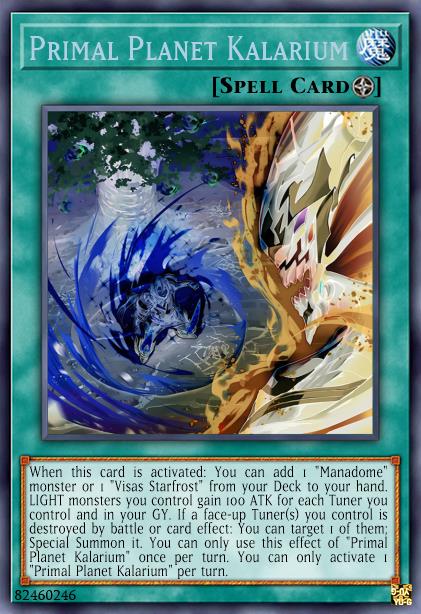 PRIMAL PLANET KALARIUM
[SPELL CARD]
When this card is activated: You can add 1 "Manadome"
monster or 1 "Visas Starfrost" from your Deck to your hand.
LIGHT monsters you control gain 100 ATK for each Tuner you
control and in your GY. If a face-up Tuner(s) you control is
destroyed by battle or card effect: You can target 1 of them;
Special Summon it. You can only use this effect of "Primal
Planet Kalarium" once per turn. You can only activate 1
"Primal Planet Kalarium" per turn.
82460246